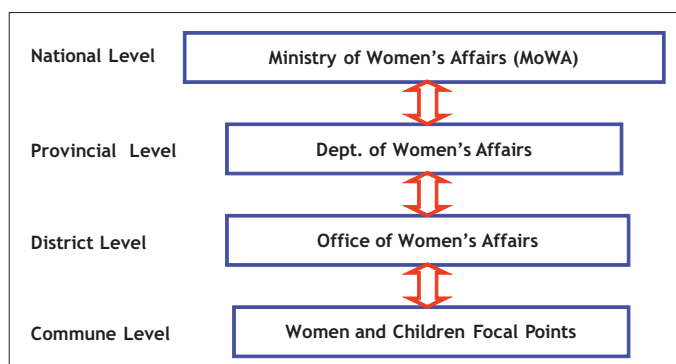 National Level Ministry of Women's Affairs (MoWA)
Provincial Level Dept. of Women's Affairs
District Level Office of Women's Affairs
Commune Level Women and Children Focal Points